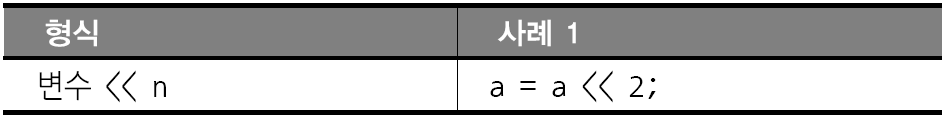 형식 사례 1
변수 << n a = a << 2;